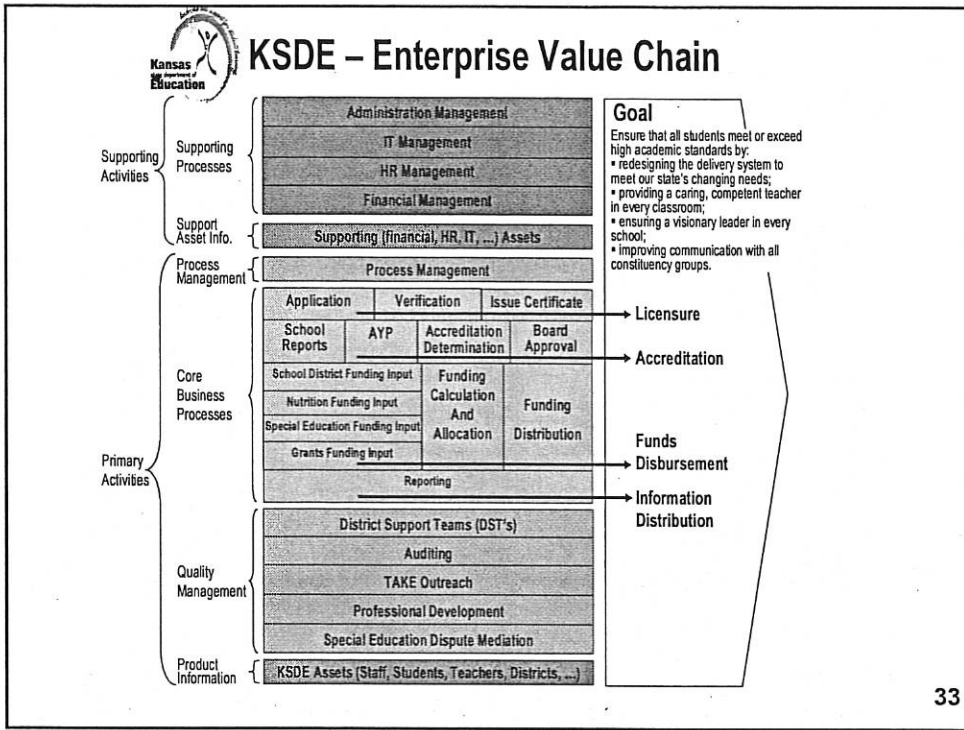 Kansas
state department of
Education
KSDE – Enterprise Value Chain
Supporting
Activities
Supporting
Processes
Administration Management
IT Management
HR Management
Financial Management
Support
Asset Info.
Supporting (financial, HR, IT, ...) Assets
Process
Management
Process Management
Primary
Activities
Core
Business
Processes
Application
Verification
Issue Certificate
School
Reports
AYP
Accreditation
Determination
Board
Approval
School District Funding Input
Nutrition Funding Input
Special Education Funding Input
Grants Funding Input
Funding
Calculation
And
Allocation
Funding
Distribution
Reporting
Quality
Management
District Support Teams (DST's)
Auditing
TAKE Outreach
Professional Development
Special Education Dispute Mediation
Product
Information
KSDE Assets (Staff, Students, Teachers, Districts, ...)
Goal
Ensure that all students meet or exceed
high academic standards by:
▪ redesigning the delivery system to
meet our state's changing needs;
▪ providing a caring, competent teacher
in every classroom;
▪ ensuring a visionary leader in every
school;
▪ improving communication with all
constituency groups.
Licensure
Accreditation
Funds
Disbursement
Information
Distribution
33